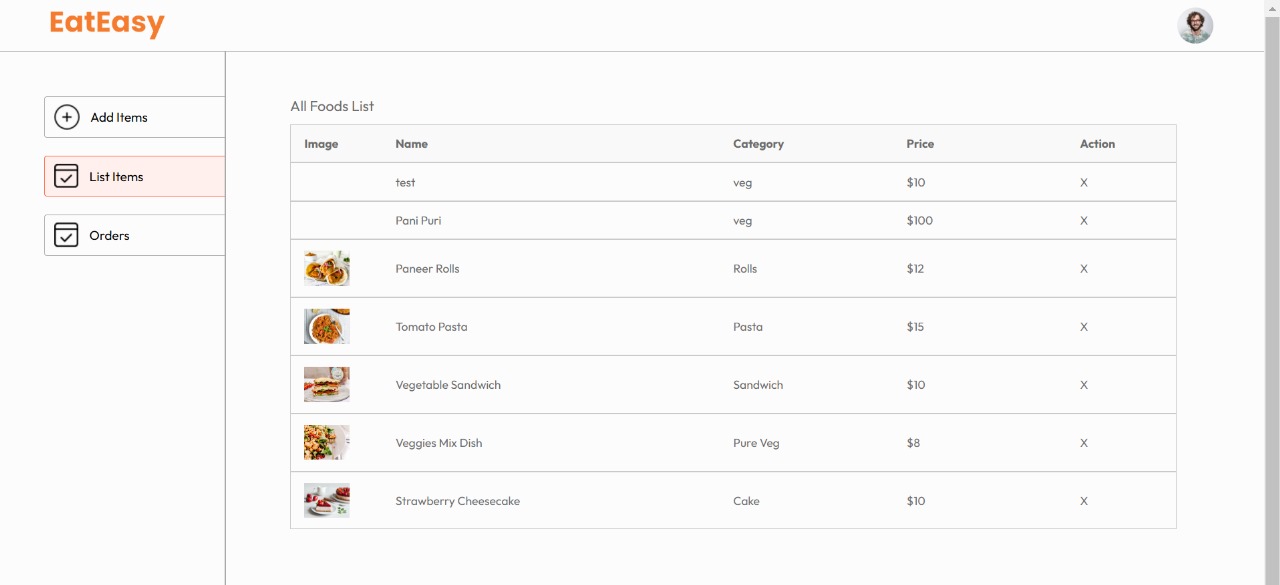 EatEasy
Add Items
List Items
Orders
All Foods List
Image Name Category Price Action
test veg $10 X
Pani Puri veg $100 X
Paneer Rolls Rolls $12 X
Tomato Pasta Pasta $15 X
Vegetable Sandwich Sandwich $10 X
Veggies Mix Dish Pure Veg $8 X
Strawberry Cheesecake Cake $10 X